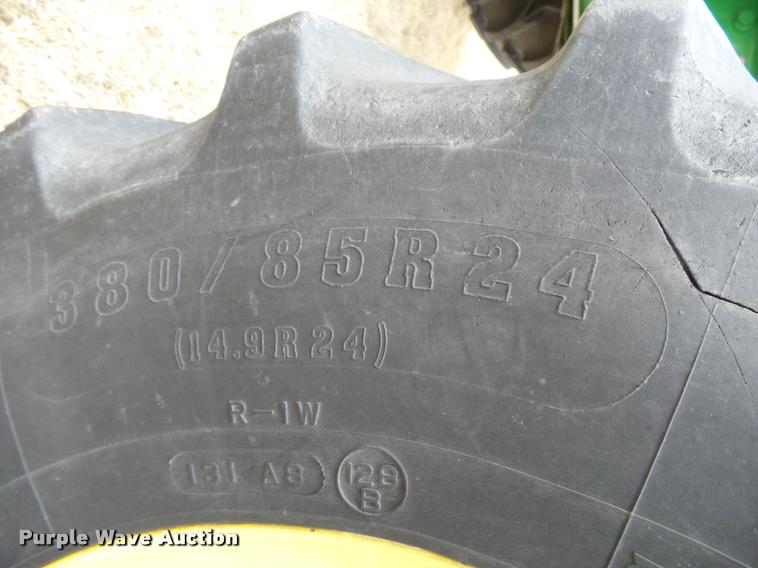 380/85R24
(14.9R24)
R-1W
131 A8
128
B
Purple Wave Auction